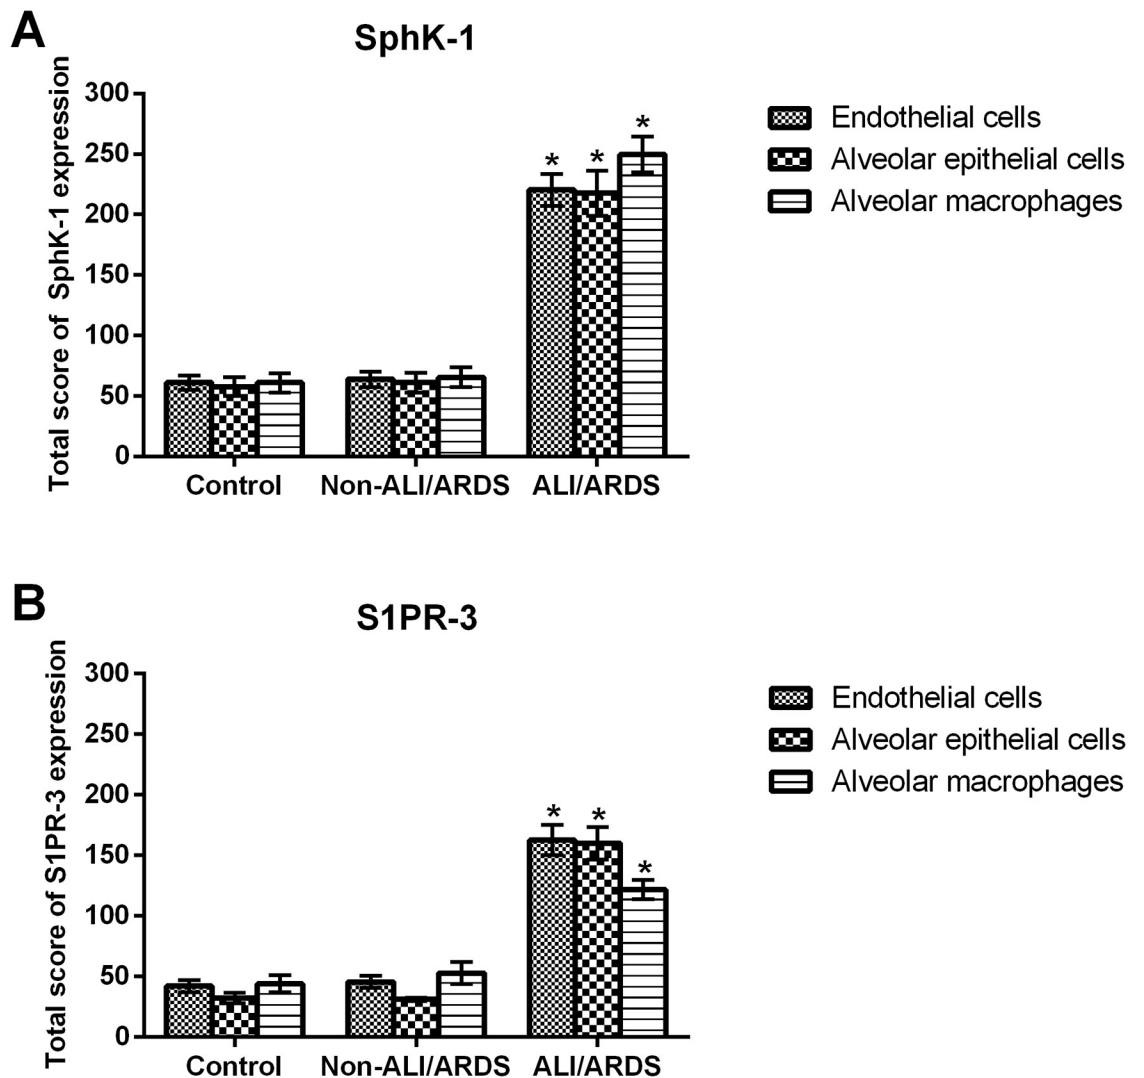 A
SphK-1
Total score of SphK-1 expression
300
250
200
150
100
50
0
* * *
Control Non-ALI/ARDS ALI/ARDS
Endothelial cells
Alveolar epithelial cells
Alveolar macrophages
B
S1PR-3
Total score of S1PR-3 expression
300
250
200
150
100
50
0
* * *
Control Non-ALI/ARDS ALI/ARDS
Endothelial cells
Alveolar epithelial cells
Alveolar macrophages